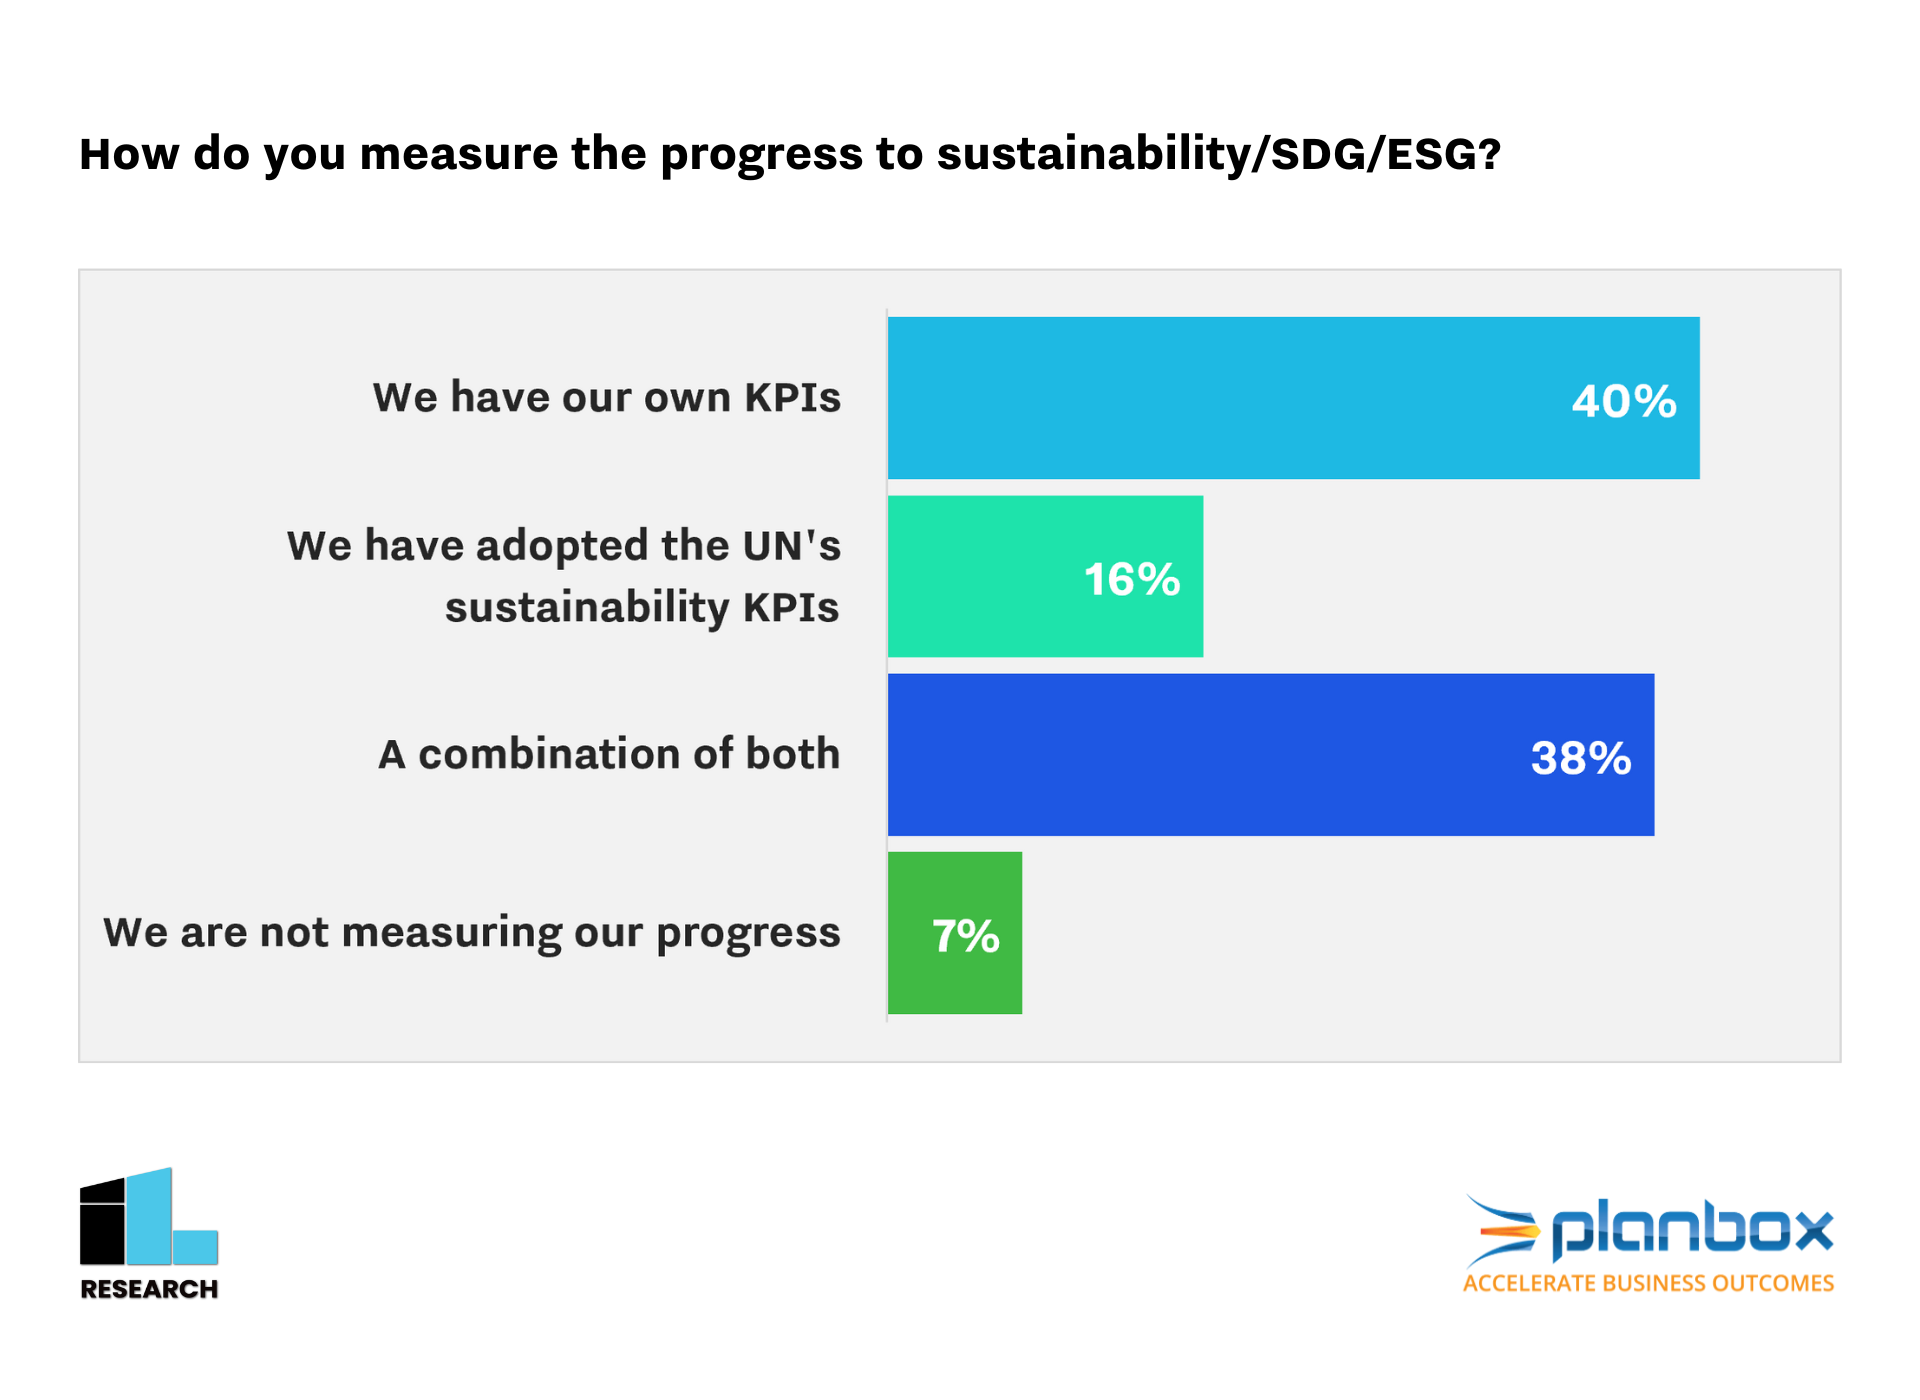 How do you measure the progress to sustainability/SDG/ESG?
We have our own KPIs
40%
We have adopted the UN's
sustainability KPIs
16%
A combination of both
38%
We are not measuring our progress
7%
RESEARCH
planbox
ACCELERATE BUSINESS OUTCOMES